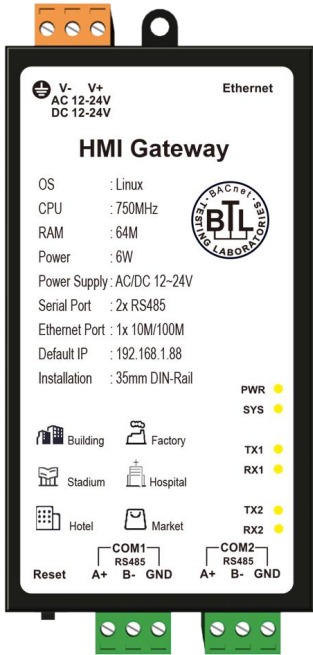 V- V+ Ethernet
AC 12-24V
DC 12-24V
HMI Gateway
OS : Linux
CPU : 750MHz
RAM : 64M
Power : 6W
Power Supply : AC/DC 12~24V
Serial Port : 2x RS485
Ethernet Port : 1x 10M/100M
Default IP : 192.168.1.88
Installation : 35mm DIN-Rail
BACnet
BTL
TESTING LABORATORIES
PWR
SYS
TX1
RX1
TX2
RX2
Building Factory
Stadium Hospital
Hotel Market
COM1 COM2
RS485 RS485
Reset A+ B- GND A+ B- GND